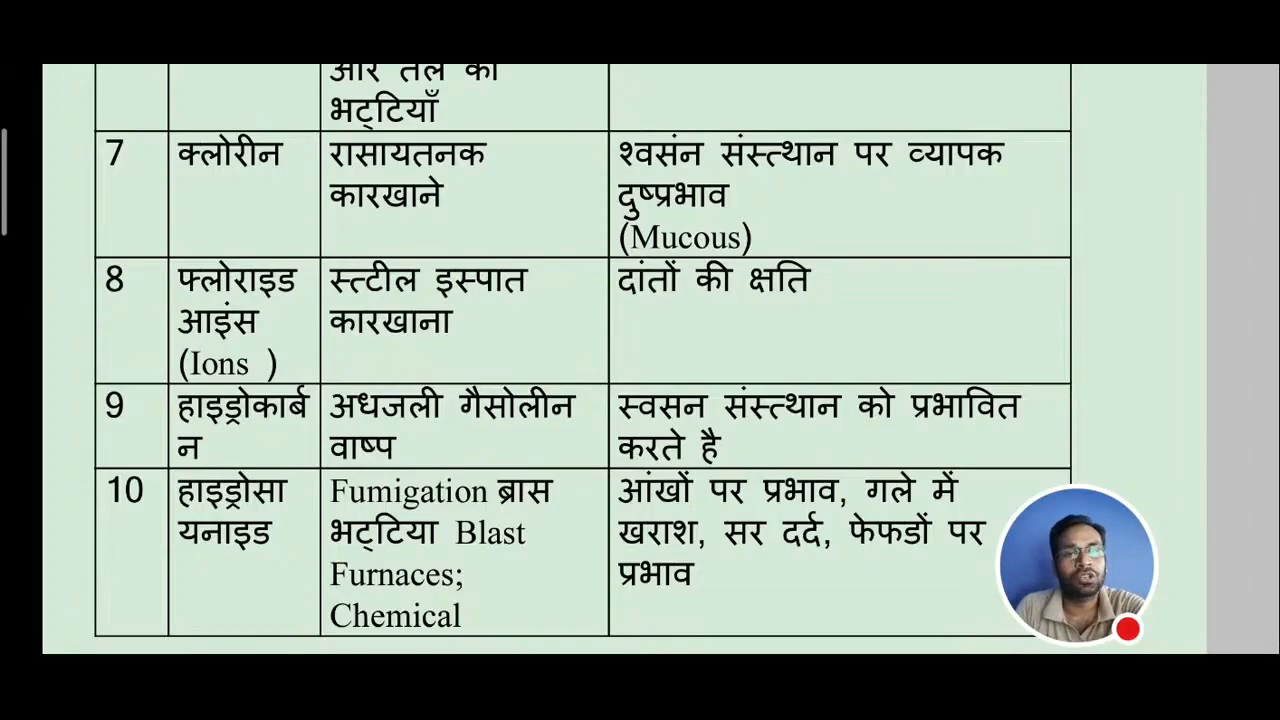 और तेल की
भट्टियाँ
7 क्लोरीन रासायतनक श्वसंन संस्त्थान पर व्यापक
कारखाने दुष्प्रभाव
(Mucous)
8 फ्लोराइड स्त्टील इस्पात दांतों की क्षति
आइंस कारखाना
(Ions )
9 हाइड्रोकार्ब अधजली गैसोलीन स्वसन संस्त्थान को प्रभावित
न वाष्प करते है
10 हाइड्रोसा Fumigation ब्रास आंखों पर प्रभाव, गले में
यनाइड भट्टिया Blast खराश, सर दर्द, फेफडों पर
Furnaces; प्रभाव
Chemical